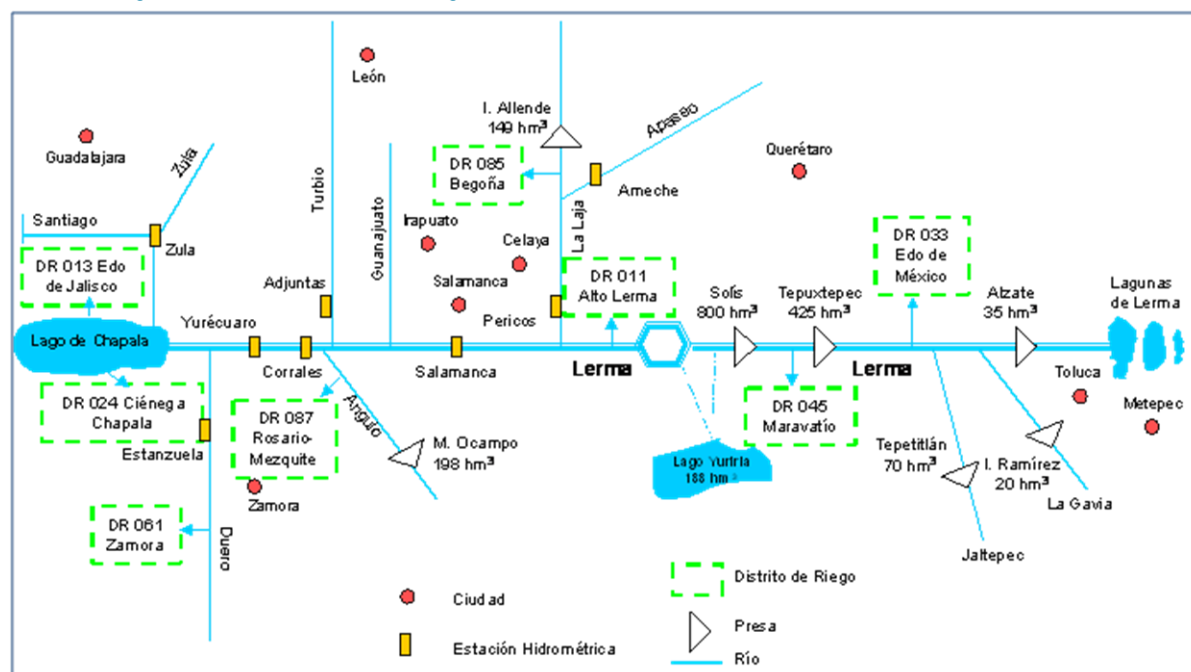 León
Guadalajara
Zula
Turbio
I. Allende
149 hm³
Apaseo
DR 085
Begoña
Querétaro
Ameche
Santiago
Zula
Guanajuato
Irapuato
Celaya
La Laja
DR 033
Edo de
México
DR 013 Edo
de Jalisco
Adjuntas
Salamanca
DR 011
Alto Lerma
Solís
800 hm³
Tepuxtepec
425 hm³
Alzate
35 hm³
Lagunas
de Lerma
Yurécuaro
Pericos
Lago de Chapala
Corrales
Salamanca
Lerma
Lerma
Toluca
Metepec
DR 024 Ciénega
Chapala
DR 087
Rosario-
Mezquite
Angulo
DR 045
Maravatío
Estanzuela
M. Ocampo
198 hm³
Lago Yuriria
188 hm³
Tepetitlán
70 hm³
I. Ramírez
20 hm³
La Gavia
Zamora
DR 061
Zamora
Duero
Jaltepec
Distrito de Riego
Ciudad
Presa
Estación Hidrométrica
Río